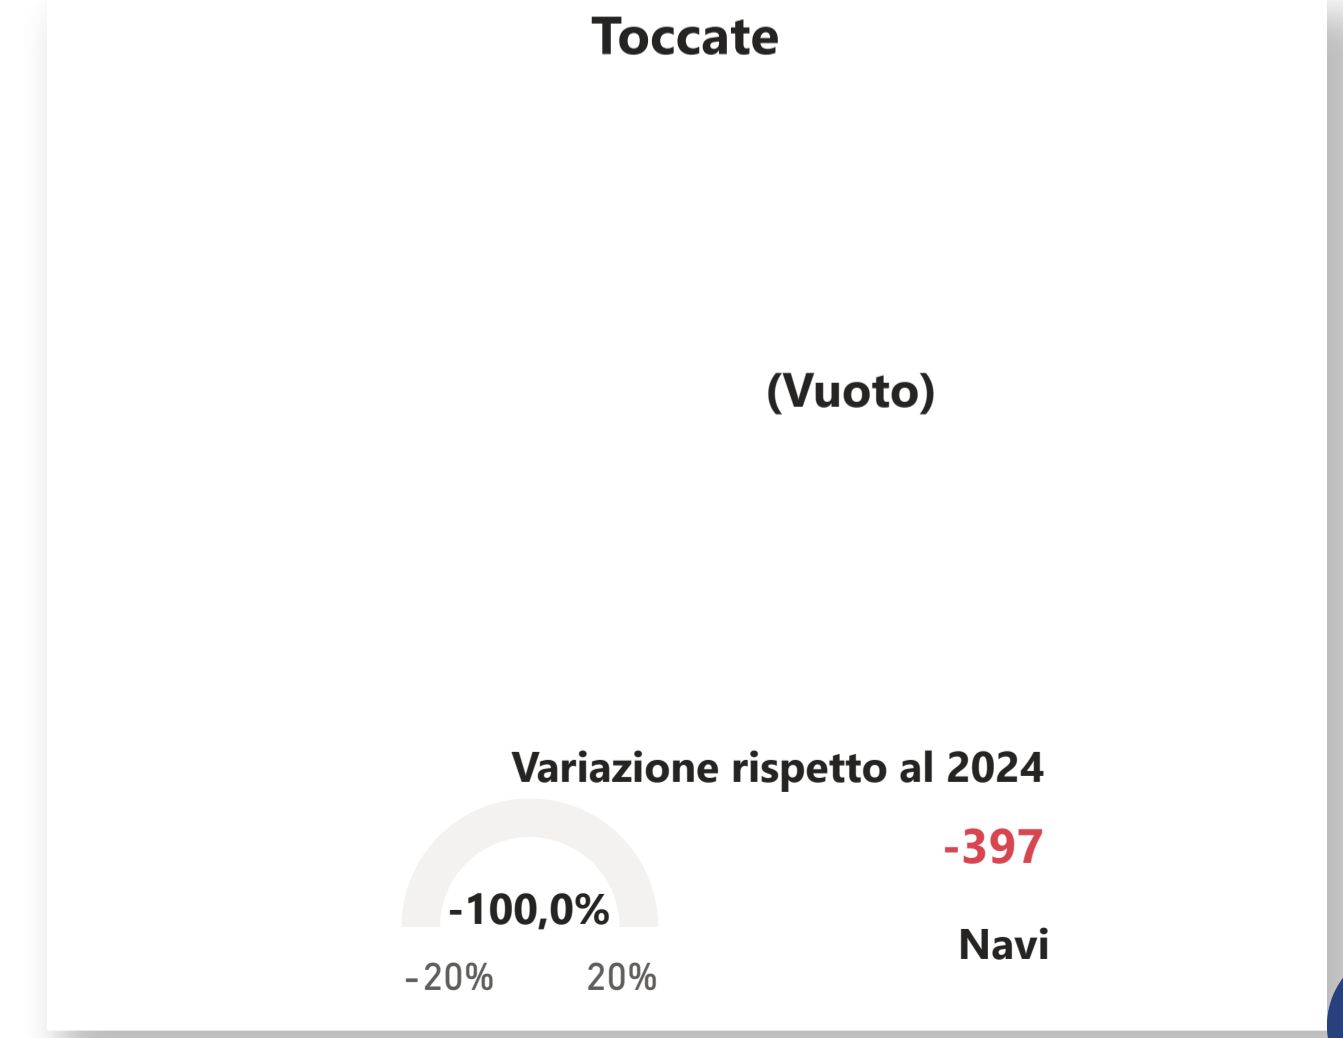 Toccate
(Vuoto)
Variazione rispetto al 2024
-397
-100,0%
Navi
-20% 20%